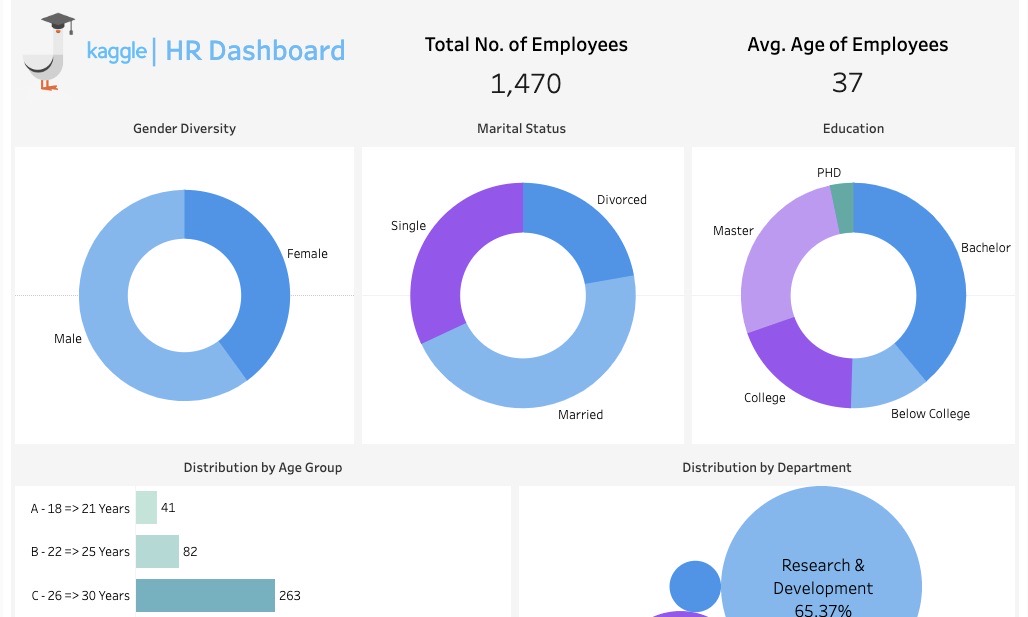 kaggle| HR Dashboard
Total No. of Employees
1,470
Avg. Age of Employees
37
Gender Diversity
Female
Male
Marital Status
Divorced
Single
Married
Education
PHD
Master
Bachelor
College
Below College
Distribution by Age Group
A - 18 => 21 Years 41
B - 22 => 25 Years 82
C - 26 => 30 Years 263
Distribution by Department
Research &
Development
65.37%